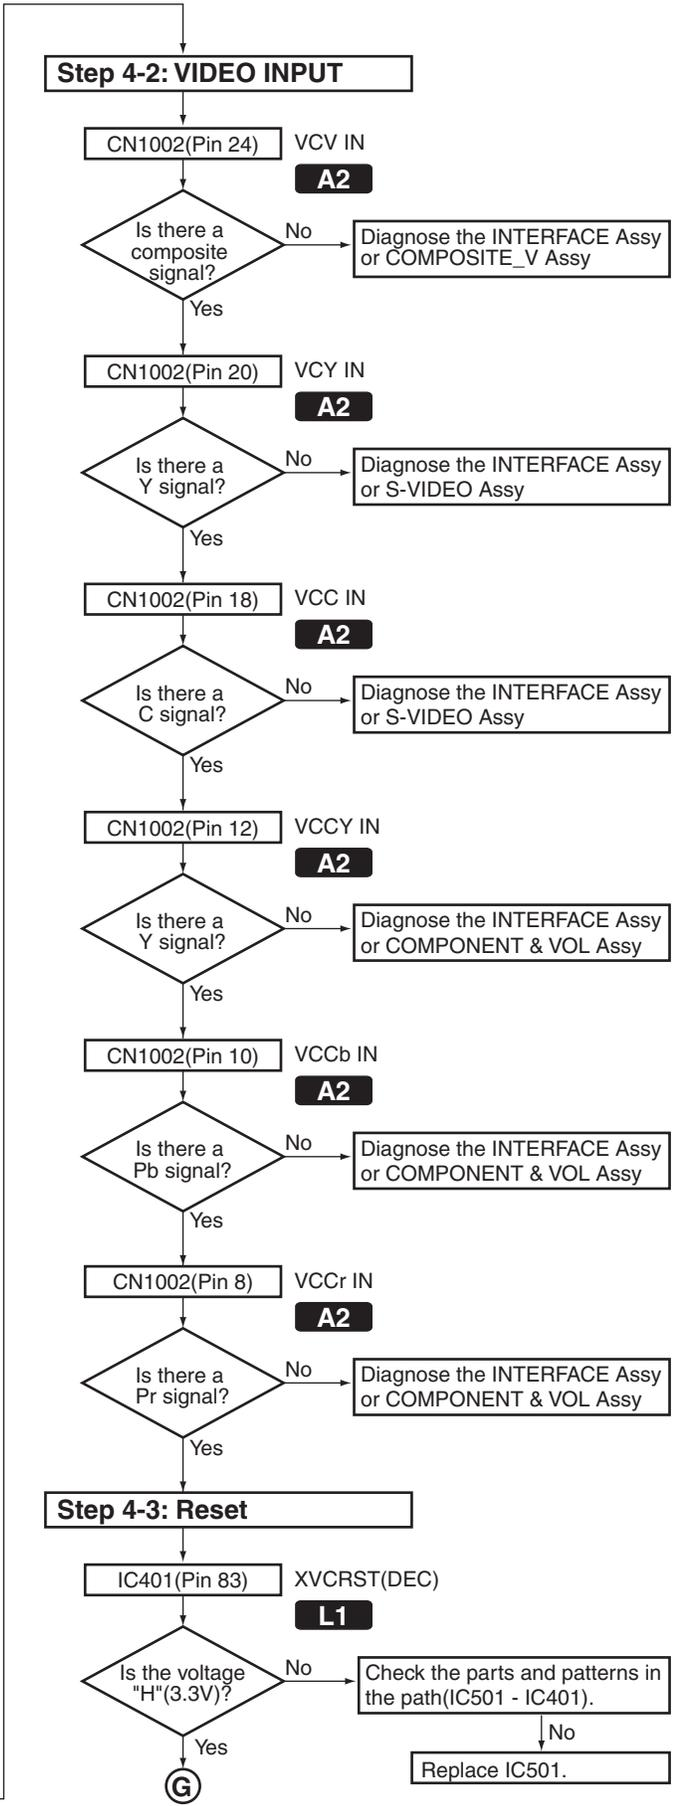 Step 4-2: VIDEO INPUT
CN1002(Pin 24)
VCV IN
A2
Is there a
composite
signal?
No
Diagnose the INTERFACE Assy
or COMPOSITE_V Assy
Yes
CN1002(Pin 20)
VCY IN
A2
Is there a
Y signal?
No
Diagnose the INTERFACE Assy
or S-VIDEO Assy
Yes
CN1002(Pin 18)
VCC IN
A2
Is there a
C signal?
No
Diagnose the INTERFACE Assy
or S-VIDEO Assy
Yes
CN1002(Pin 12)
VCCY IN
A2
Is there a
Y signal?
No
Diagnose the INTERFACE Assy
or COMPONENT & VOL Assy
Yes
CN1002(Pin 10)
VCCb IN
A2
Is there a
Pb signal?
No
Diagnose the INTERFACE Assy
or COMPONENT & VOL Assy
Yes
CN1002(Pin 8)
VCCr IN
A2
Is there a
Pr signal?
No
Diagnose the INTERFACE Assy
or COMPONENT & VOL Assy
Yes
Step 4-3: Reset
IC401(Pin 83)
XVCRST(DEC)
L1
Is the voltage
"H"(3.3V)?
No
Check the parts and patterns in
the path(IC501 - IC401).
No
Replace IC501.
Yes
G